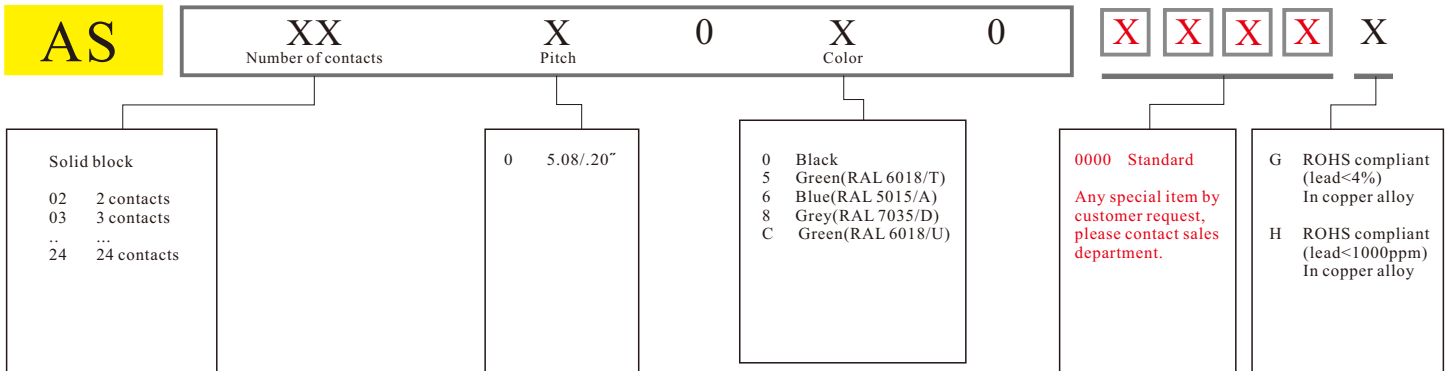 AS XX X 0 X 0 X X X X X
Number of contacts Pitch Color
Solid block
02 2 contacts
03 3 contacts
.. ...
24 24 contacts
0 5.08/.20″
0 Black
5 Green(RAL 6018/T)
6 Blue(RAL 5015/A)
8 Grey(RAL 7035/D)
C Green(RAL 6018/U)
0000 Standard
Any special item by
customer request,
please contact sales
department.
G ROHS compliant
(lead<4%)
In copper alloy
H ROHS compliant
(lead<1000ppm)
In copper alloy